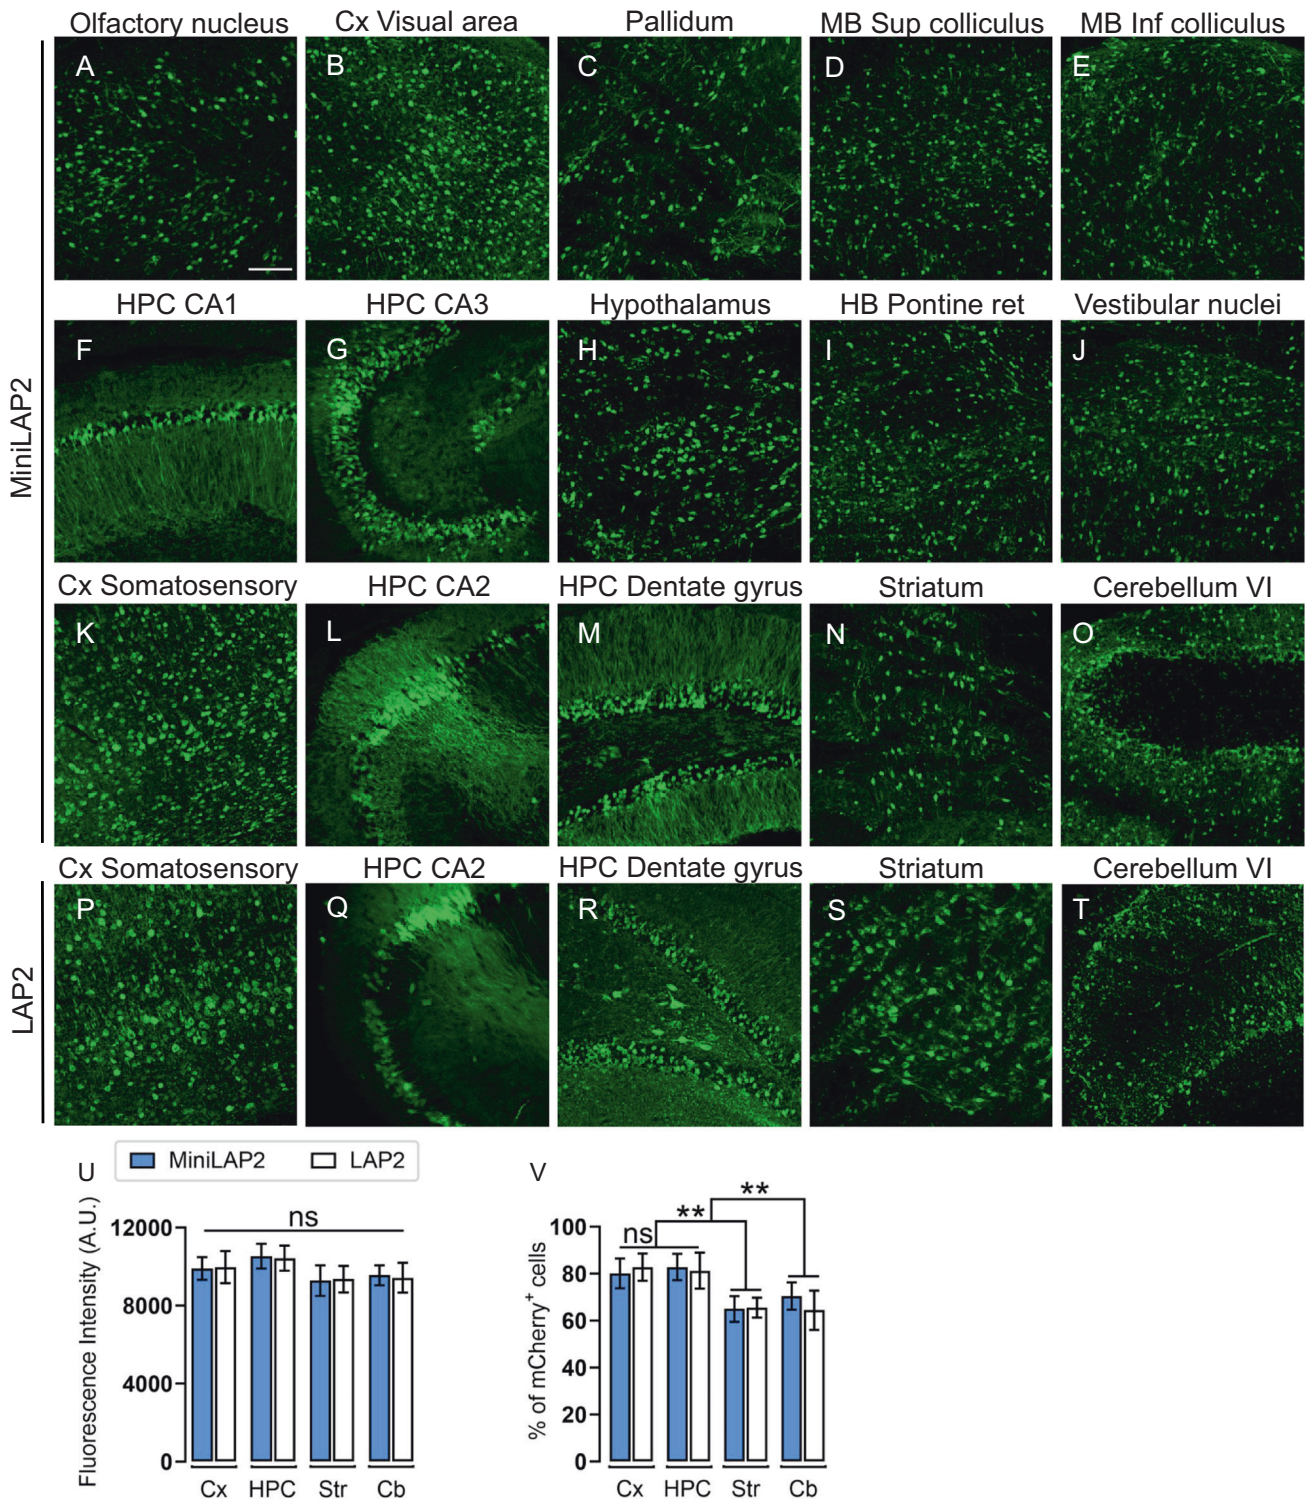 Olfactory nucleus Cx Visual area Pallidum MB Sup colliculus MB Inf colliculus
A B C D E
HPC CA1 HPC CA3 Hypothalamus HB Pontine ret Vestibular nuclei
F G H I J
MiniLAP2
Cx Somatosensory HPC CA2 HPC Dentate gyrus Striatum Cerebellum VI
K L M N O
Cx Somatosensory HPC CA2 HPC Dentate gyrus Striatum Cerebellum VI
P Q R S T
LAP2
U MiniLAP2 LAP2
Fluorescence Intensity (A.U.)
12000
8000
4000
0
ns
Cx HPC Str Cb
V
% of mCherry+ cells
100
80
60
40
20
0
ns ** **
Cx HPC Str Cb